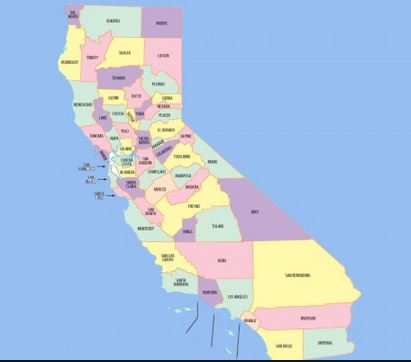 DEL
NORTE
SISKIYOU
MODOC
HUMBOLDT
TRINITY
SHASTA
LASSEN
TEHAMA
PLUMAS
MENDOCINO
GLENN
BUTTE
SIERRA
NEVADA
LAKE
COLUSA
YUBA
PLACER
SONOMA
NAPA
YOLO
EL DORADO
ALPINE
SOLANO
AMADOR
CALAVERAS
TUOLUMNE
MONO
CONTRA
COSTA
SAN
JOAQUIN
SAN
FRANCISCO
ALAMEDA
STANISLAUS
MARIPOSA
SAN
MATEO
SANTA
CLARA
MERCED
MADERA
SANTA
CRUZ
SAN
BENITO
FRESNO
INYO
MONTEREY
KINGS
TULARE
SAN LUIS
OBISPO
KERN
SAN BERNARDINO
SANTA
BARBARA
VENTURA
LOS ANGELES
ORANGE
RIVERSIDE
SAN DIEGO
IMPERIAL